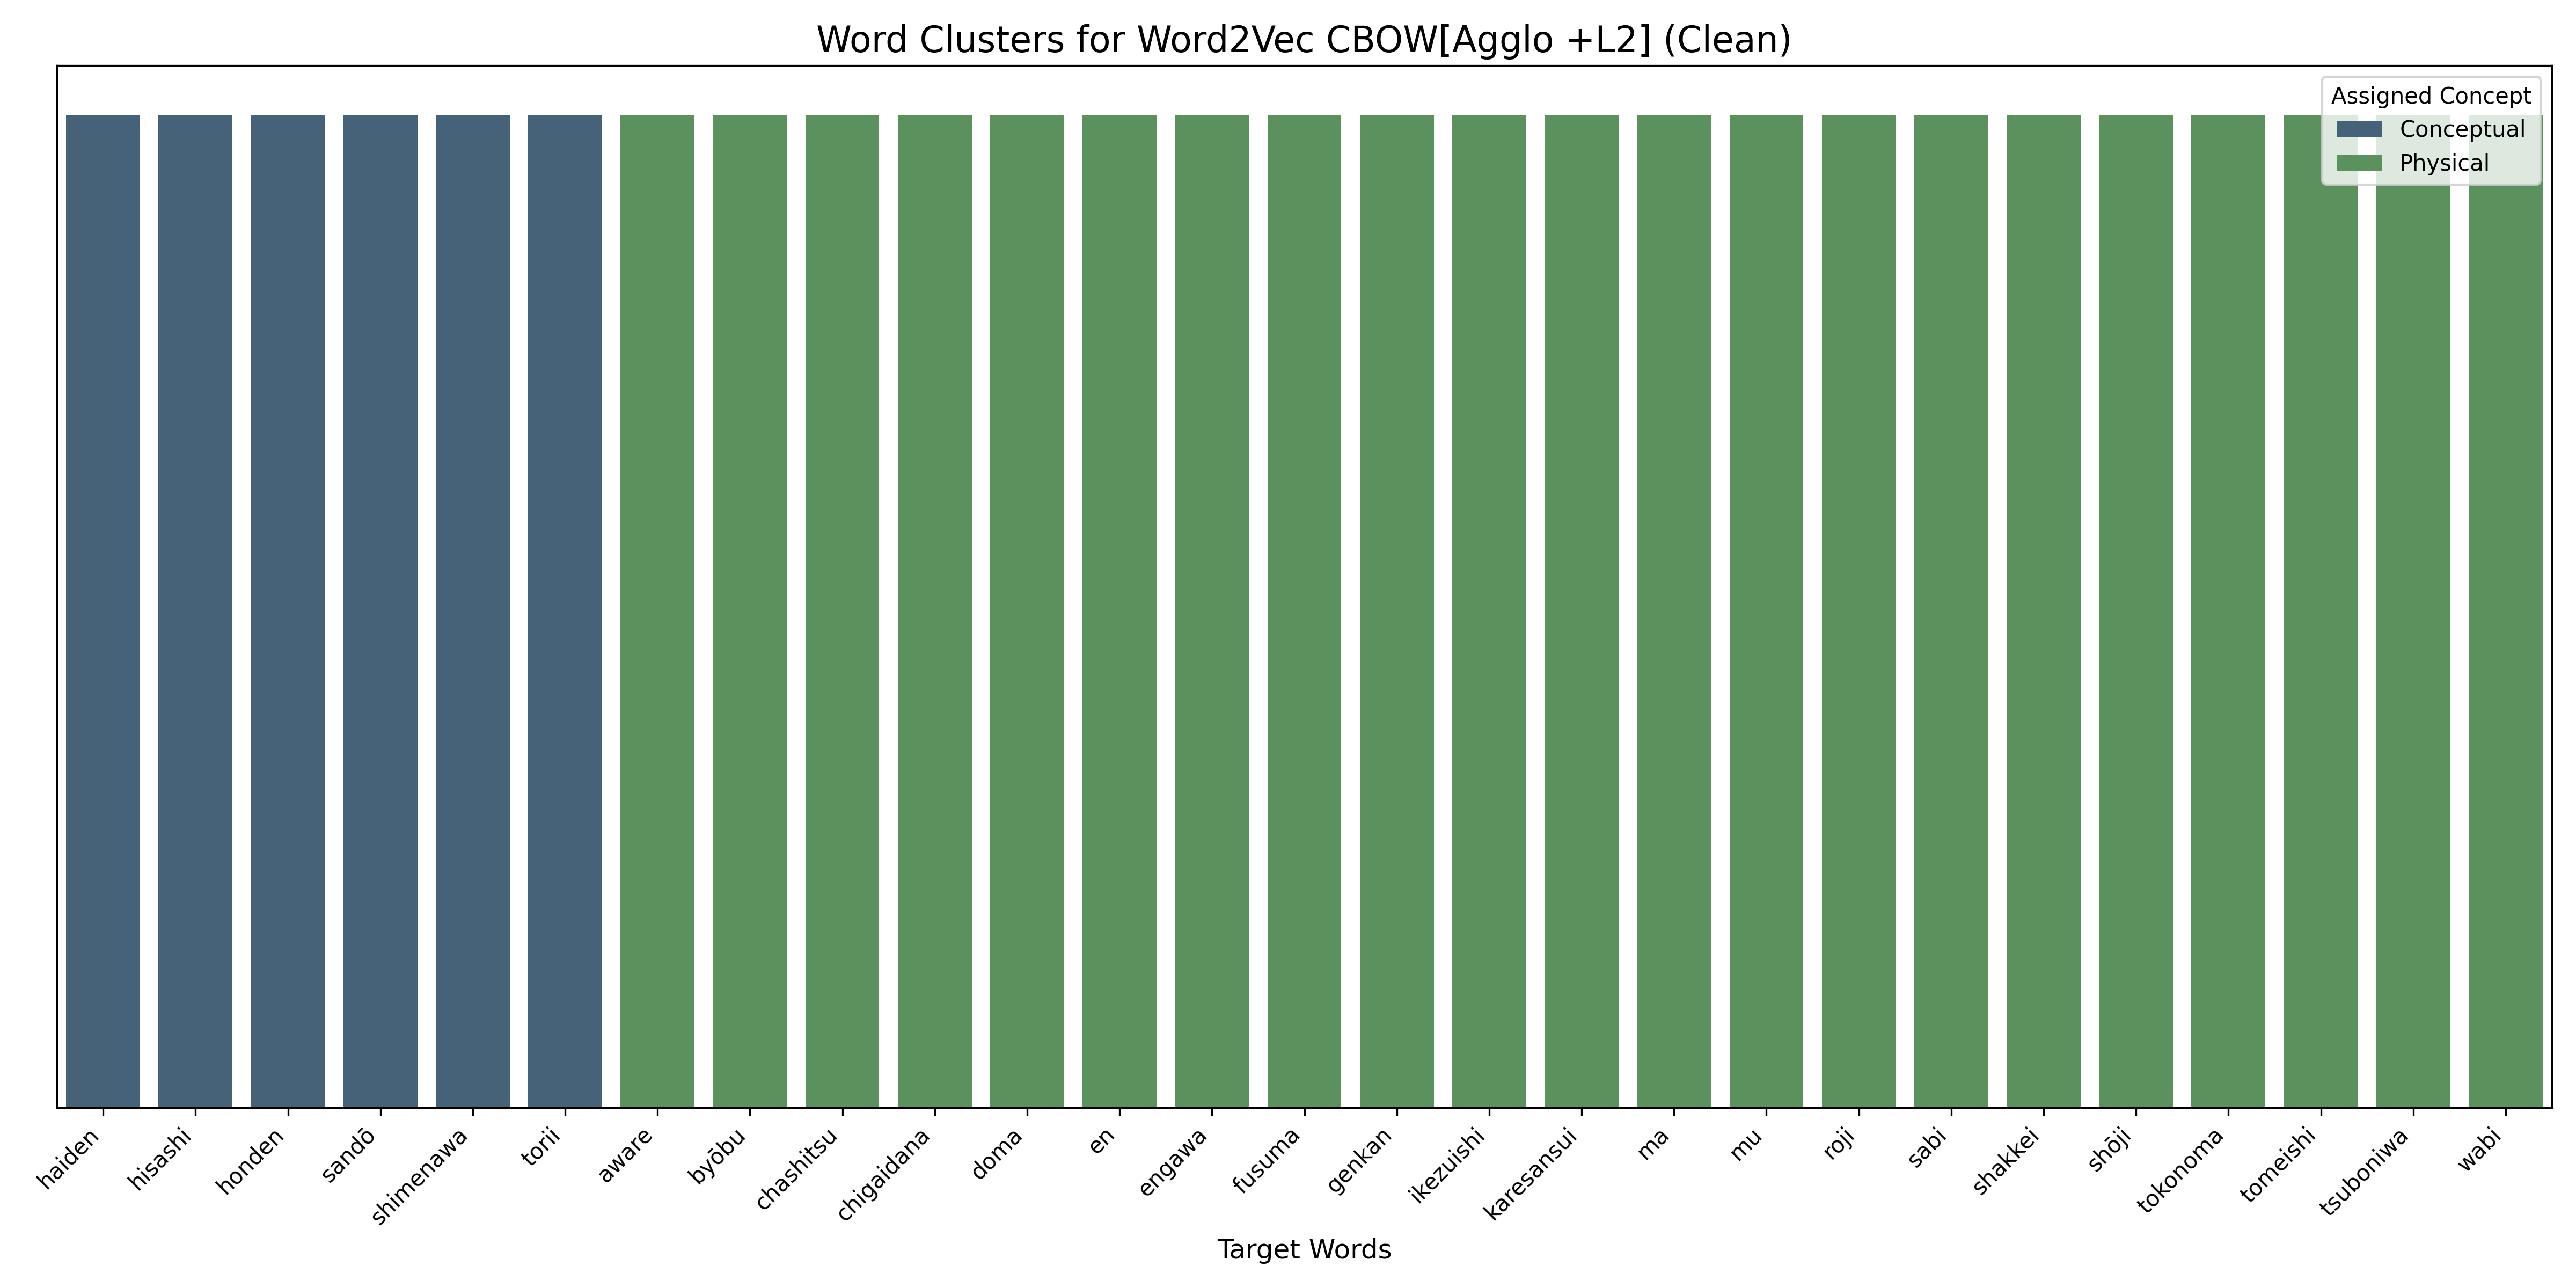 Word Clusters for Word2Vec CBOW[Agglo +L2] (Clean)
Assigned Concept
Conceptual
Physical
haiden
hisashi
honden
sandō
shimenawa
torii
aware
byōbu
chashitsu
chigaidana
doma
en
engawa
fusuma
genkan
ikezuishi
karesansui
ma
mu
roji
sabi
shakkei
shōji
tokonoma
tomeishi
tsuboniwa
wabi
Target Words